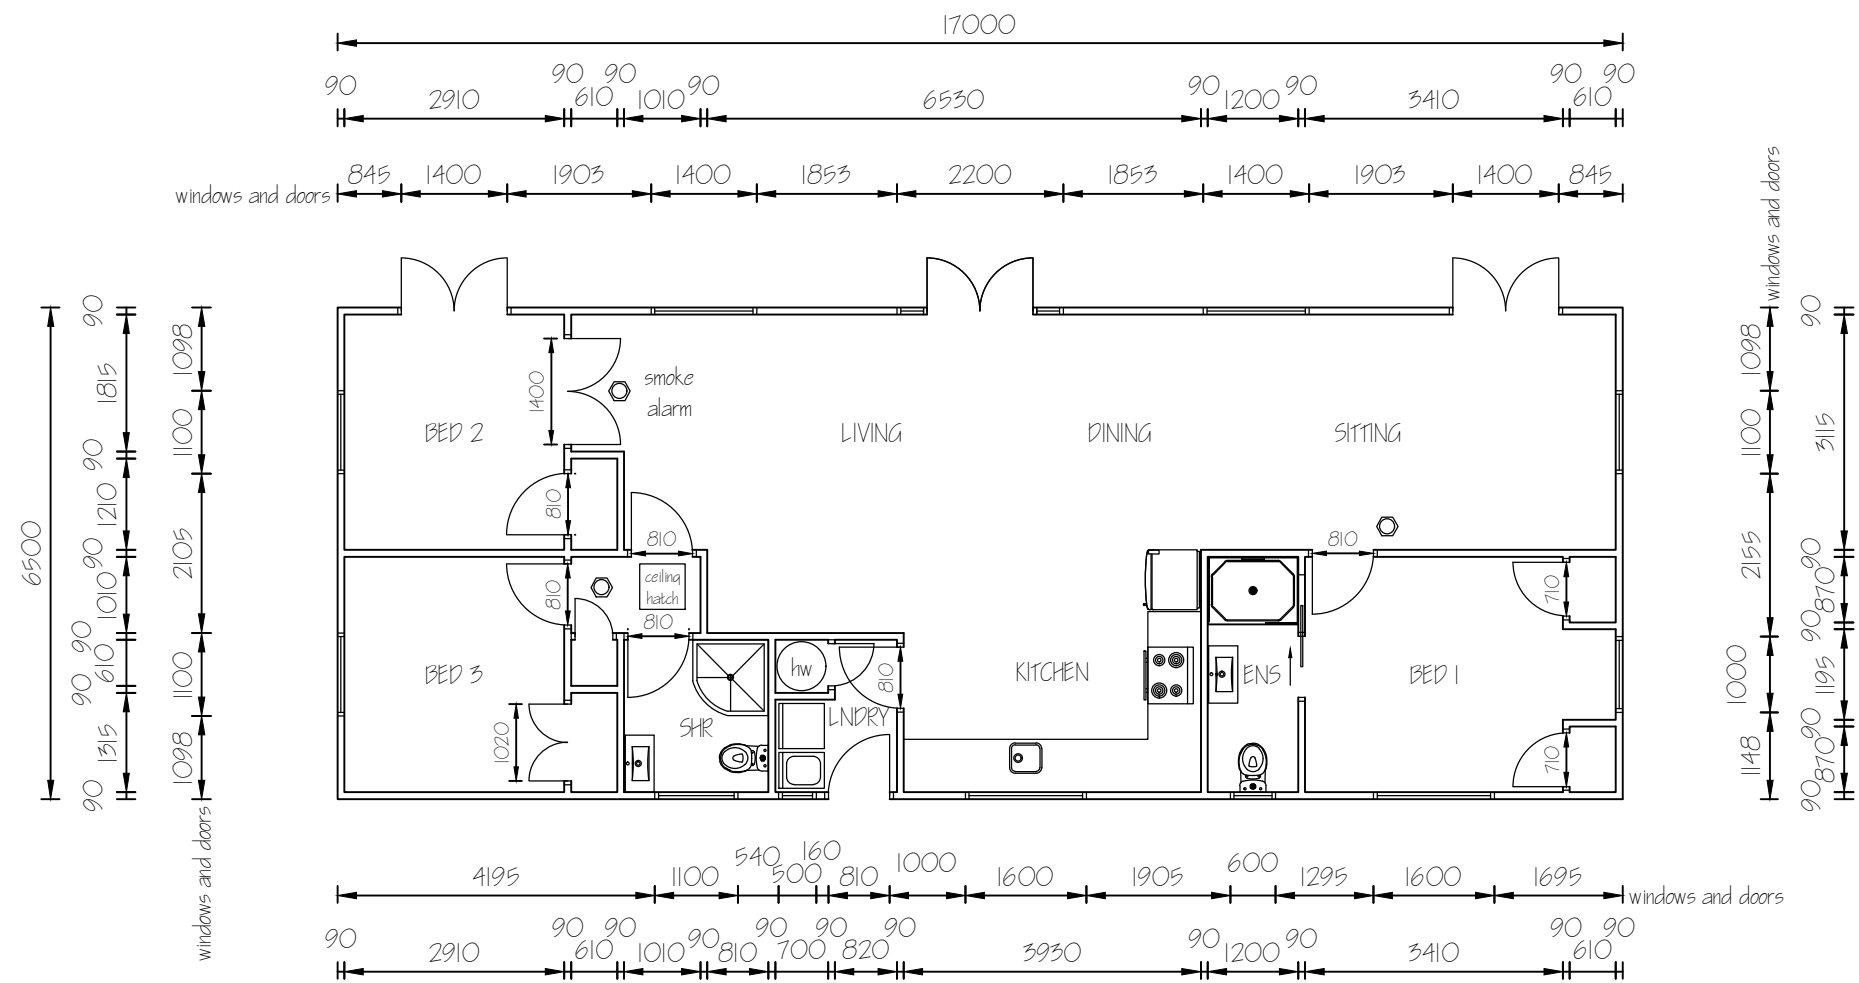 17000
90 2910 90 610 90 1010 90 6530 90 1200 90 3410 90 610 90
windows and doors 845 1400 1903 1400 1853 2200 1853 1400 1903 1400 845
windows and doors
6500
90 1815 90 1210 90 1010 90 610 90 1315 90
1098 1100 2105 1100 1098
windows and doors
1098 1100 2155 1000 1148
90 3115 90 870 90 1195 90 870 90
1400
smoke
alarm
BED 2
LIVING
DINING
SITTING
810
810
810
810
ceiling
hatch
810
710
BED 3
hw
810
KITCHEN
ENS
BED 1
SHR
LNDRY
1020
710
4195 1100 540 500 160 810 1000 1600 1905 600 1295 1600 1695 windows and doors
90 2910 90 610 90 1010 90 810 90 700 90 820 90 3930 90 1200 90 3410 90 610 90